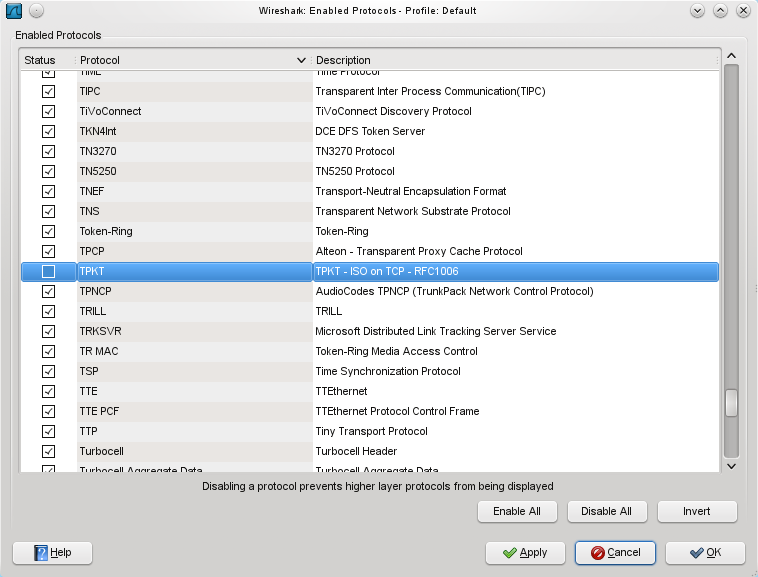 Wireshark: Enabled Protocols - Profile: Default
Enabled Protocols
Status Protocol Description
TIME Time Protocol
TIPC Transparent Inter Process Communication(TIPC)
TiVoConnect TiVoConnect Discovery Protocol
TKN4Int DCE DFS Token Server
TN3270 TN3270 Protocol
TN5250 TN5250 Protocol
TNEF Transport-Neutral Encapsulation Format
TNS Transparent Network Substrate Protocol
Token-Ring Token-Ring
TPCP Alteon - Transparent Proxy Cache Protocol
TPKT TPKT - ISO on TCP - RFC1006
TPNCP AudioCodes TPNCP (TrunkPack Network Control Protocol)
TRILL TRILL
TRKSVR Microsoft Distributed Link Tracking Server Service
TR MAC Token-Ring Media Access Control
TSP Time Synchronization Protocol
TTE TTEthernet
TTE PCF TTEthernet Protocol Control Frame
TTP Tiny Transport Protocol
Turbocell Turbocell Header
Turbocell Aggregate Data Turbocell Aggregate Data
Disabling a protocol prevents higher layer protocols from being displayed
Enable All Disable All Invert
Help Apply Cancel OK